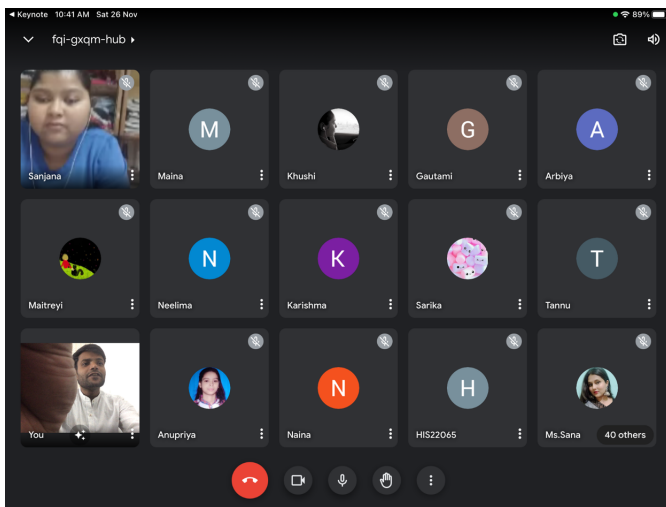 Keynote 10:41 AM Sat 26 Nov 89%
fqi-gxqm-hub
Sanjana
M
Maina
Khushi
G
Gautami
A
Arbiya
Maitreyi
N
Neelima
K
Karishma
Sarika
T
Tannu
You
Anupriya
N
Naina
H
HIS22065
Ms.Sana
40 others